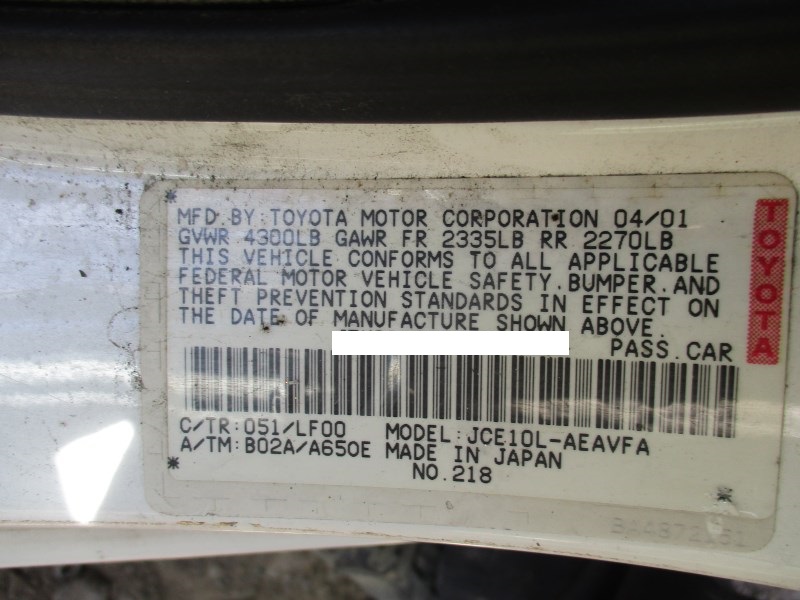 MFD.BY:TOYOTA MOTOR CORPORATION 04/01
GVWR 4300LB GAWR FR 2335LB RR 2270LB
THIS VEHICLE CONFORMS TO ALL APPLICABLE
FEDERAL MOTOR VEHICLE SAFETY.BUMPER.AND
THEFT PREVENTION STANDARDS IN EFFECT ON
THE DATE OF MANUFACTURE SHOWN ABOVE.
PASS.CAR
C/TR:051/LF00 MODEL:JCE10L-AEAVFA
A/TM:B02A/A650E MADE IN JAPAN
NO.218
TOYOTA